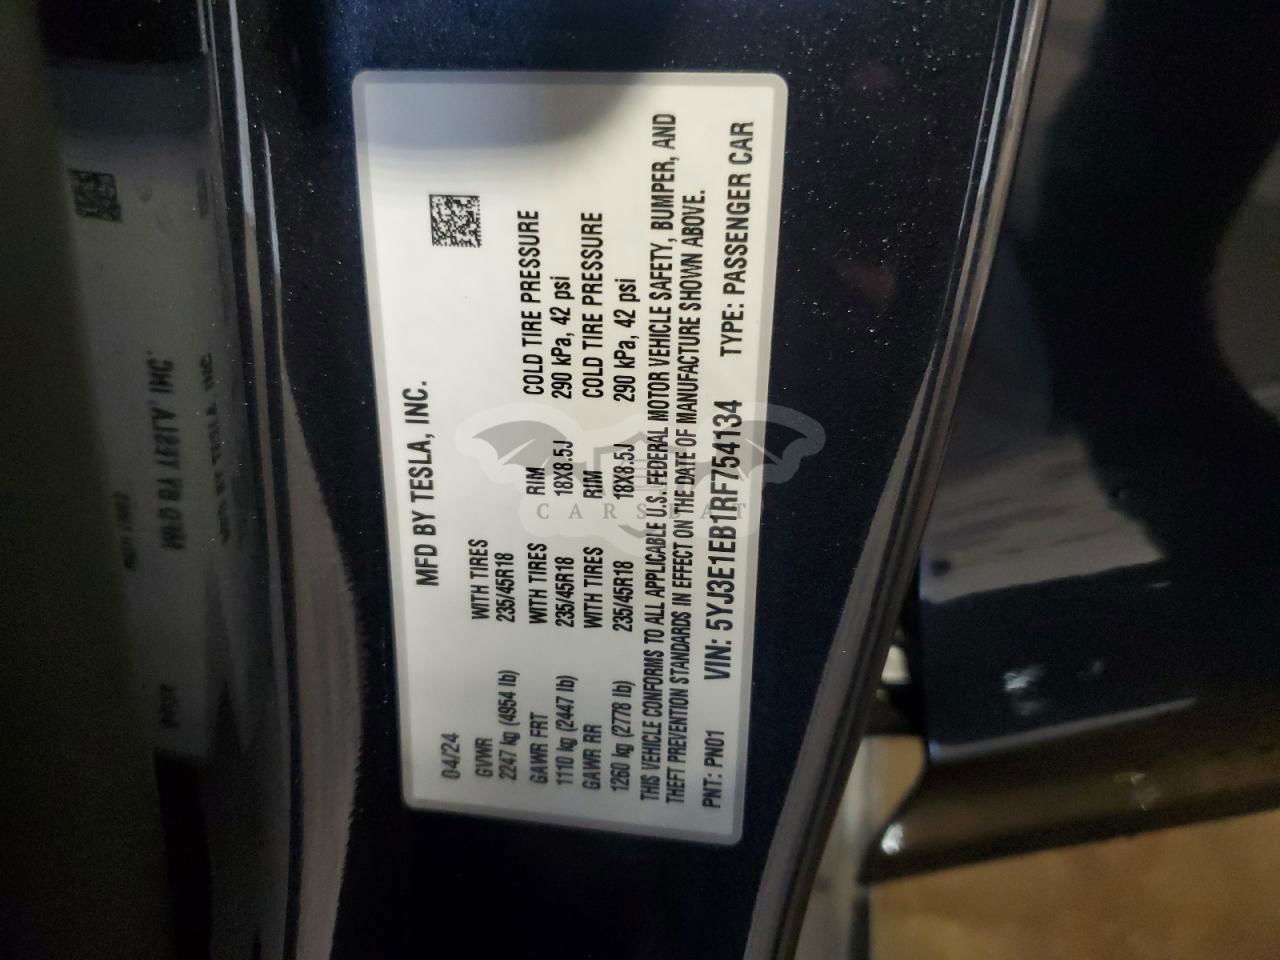 MFD BY TESLA, INC.
04/24
GVWR
2247 kg (4954 lb)
WITH TIRES
235/45R18
GAWR FRT
1110 kg (2447 lb)
WITH TIRES
235/45R18
RIM
18X8.5J
COLD TIRE PRESSURE
290 kPa, 42 psi
GAWR RR
1260 kg (2778 lb)
WITH TIRES
235/45R18
RIM
18X8.5J
COLD TIRE PRESSURE
290 kPa, 42 psi
THIS VEHICLE CONFORMS TO ALL APPLICABLE U.S. FEDERAL MOTOR VEHICLE SAFETY, BUMPER, AND
THEFT PREVENTION STANDARDS IN EFFECT ON THE DATE OF MANUFACTURE SHOWN ABOVE.
PNT: PN01 VIN: 5YJ3E1EB1RF754134 TYPE: PASSENGER CAR